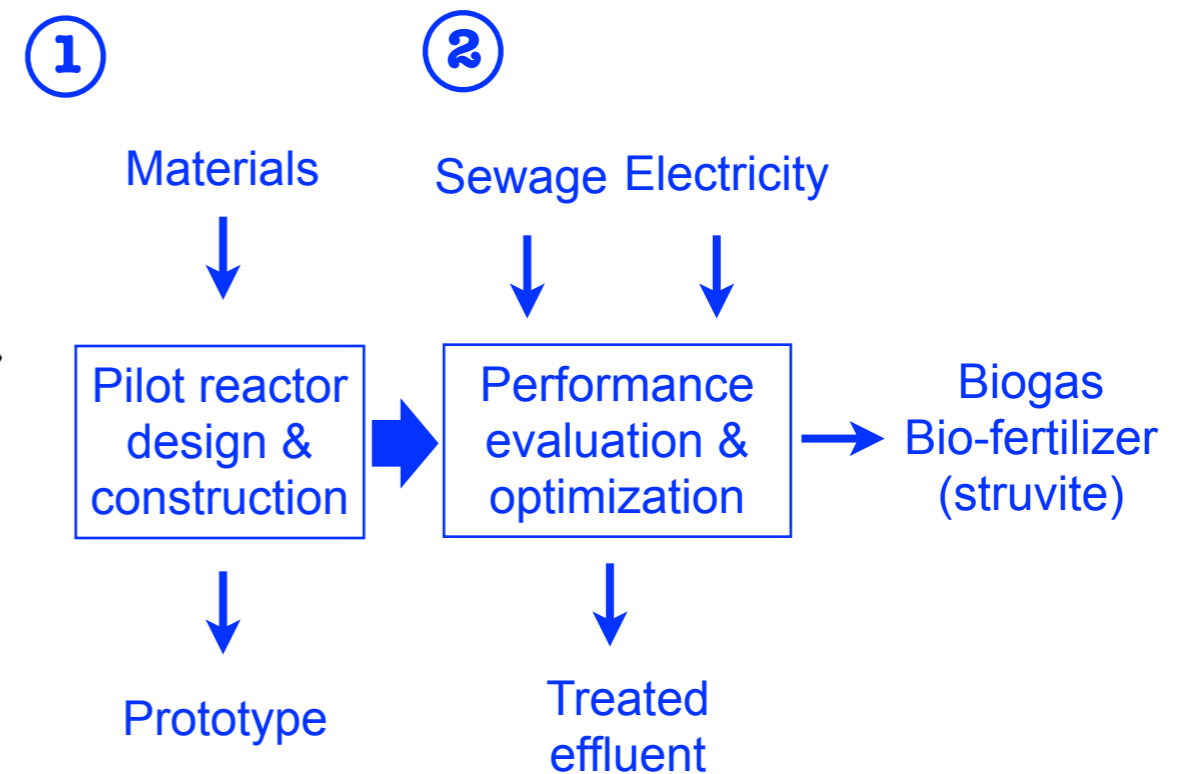 1
2
Materials
Sewage Electricity
Pilot reactor
design &
construction
Performance
evaluation &
optimization
Biogas
Bio-fertilizer
(struvite)
Prototype
Treated
effluent